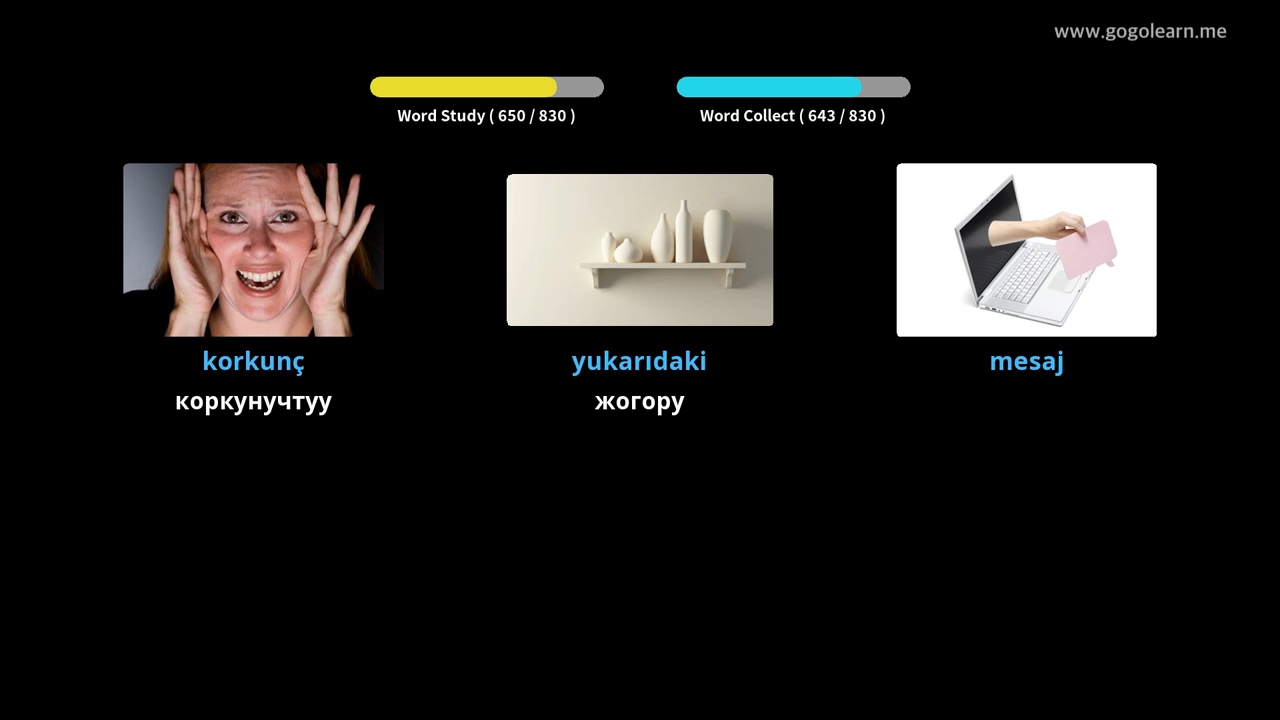 www.gogolearn.me
Word Study ( 650 / 830 )
Word Collect ( 643 / 830 )
korkunç
yukarıdaki
mesaj
коркунучтуу
жогору